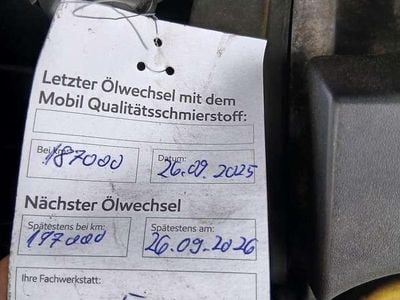 Letzter Ölwechsel mit dem
Mobil Qualitätsschmierstoff:
Bei km: Datum:
187000 26.09.2025
Nächster Ölwechsel
Spätestens bei km: Spätestens am:
197000 26.09.2026
Ihre Fachwerkstatt: